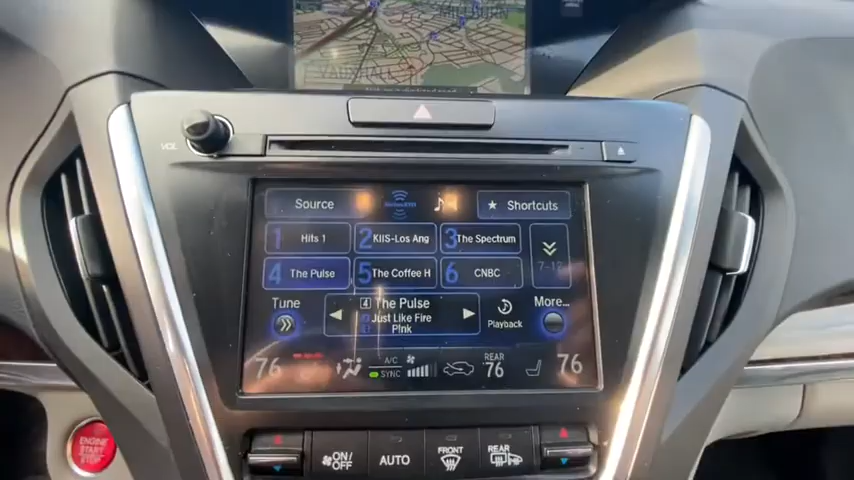 VAUXHALL
VOL
Source
SiriusXM
Shortcuts
1 Hits 1
2 KIIS-Los Ang
3 The Spectrum
4 The Pulse
5 The Coffee H
6 CNBC
7-12
Tune
4 The Pulse
Just Like Fire
P!nk
Playback
More...
76
A/C
SYNC
REAR
76
76
ENGINE
START
STOP
ON/
OFF
AUTO
FRONT
REAR